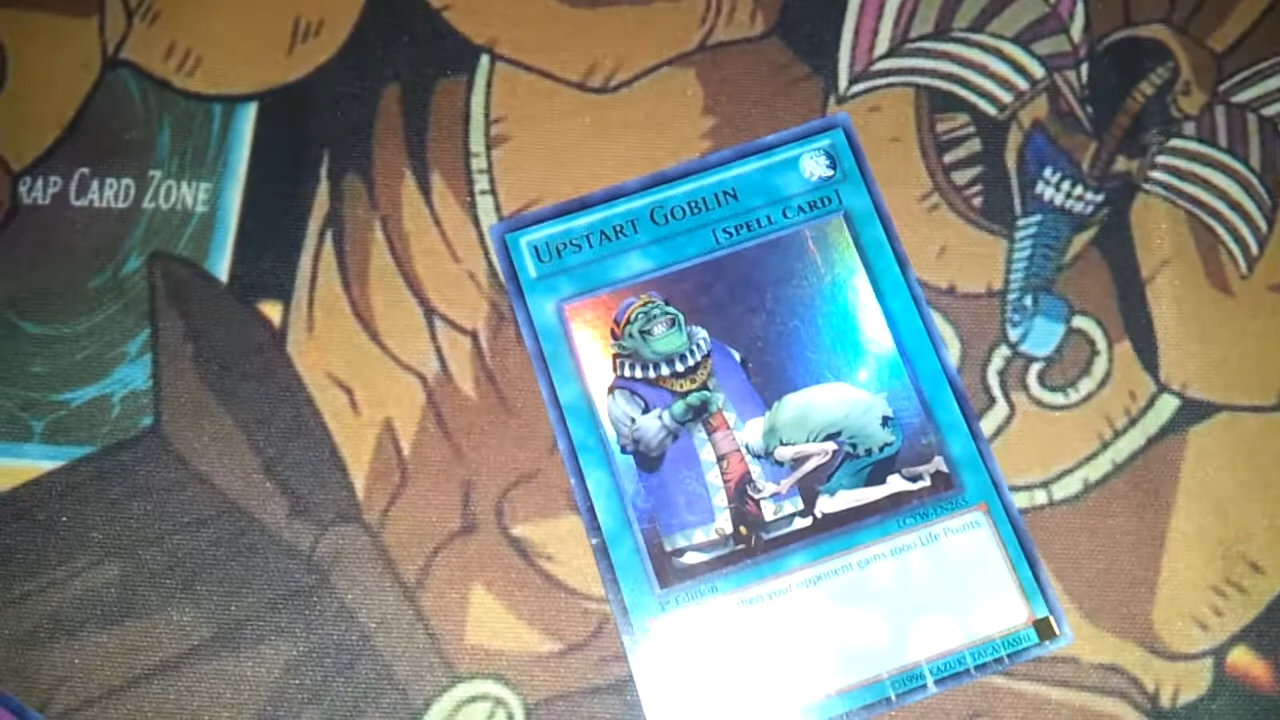 RAP CARD ZONE
UPSTART GOBLIN
[SPELL CARD]
LCYW-EN265
1st Edition
then your opponent gains 1000 Life Points.
©1996 KAZUKI TAKAHASHI